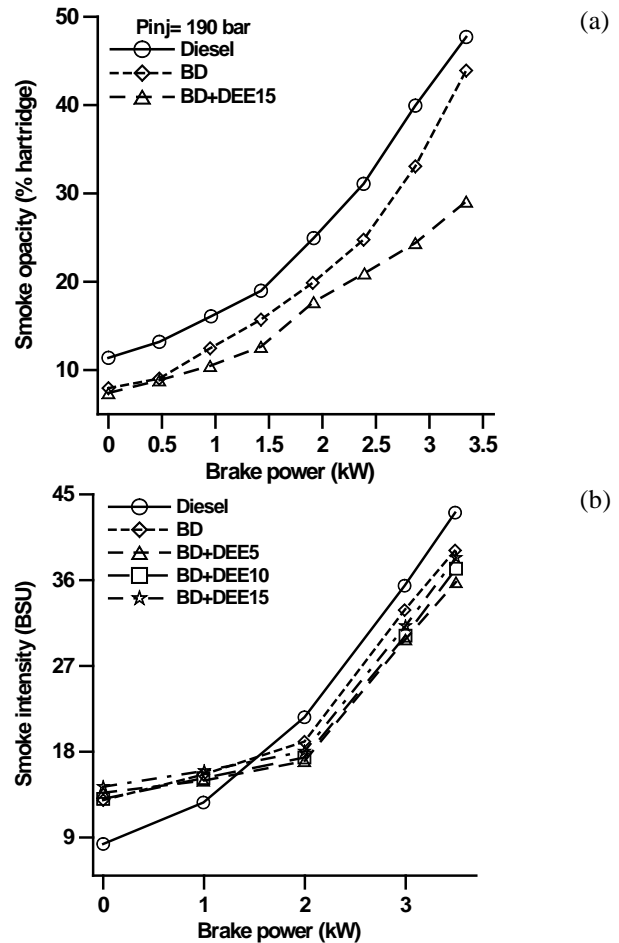 (a)
Pinj= 190 bar
Diesel
BD
BD+DEE15
Smoke opacity (% hartridge)
50
40
30
20
10
0 0.5 1 1.5 2 2.5 3 3.5
Brake power (kW)
(b)
Diesel
BD
BD+DEE5
BD+DEE10
BD+DEE15
Smoke intensity (BSU)
45
36
27
18
9
0 1 2 3
Brake power (kW)